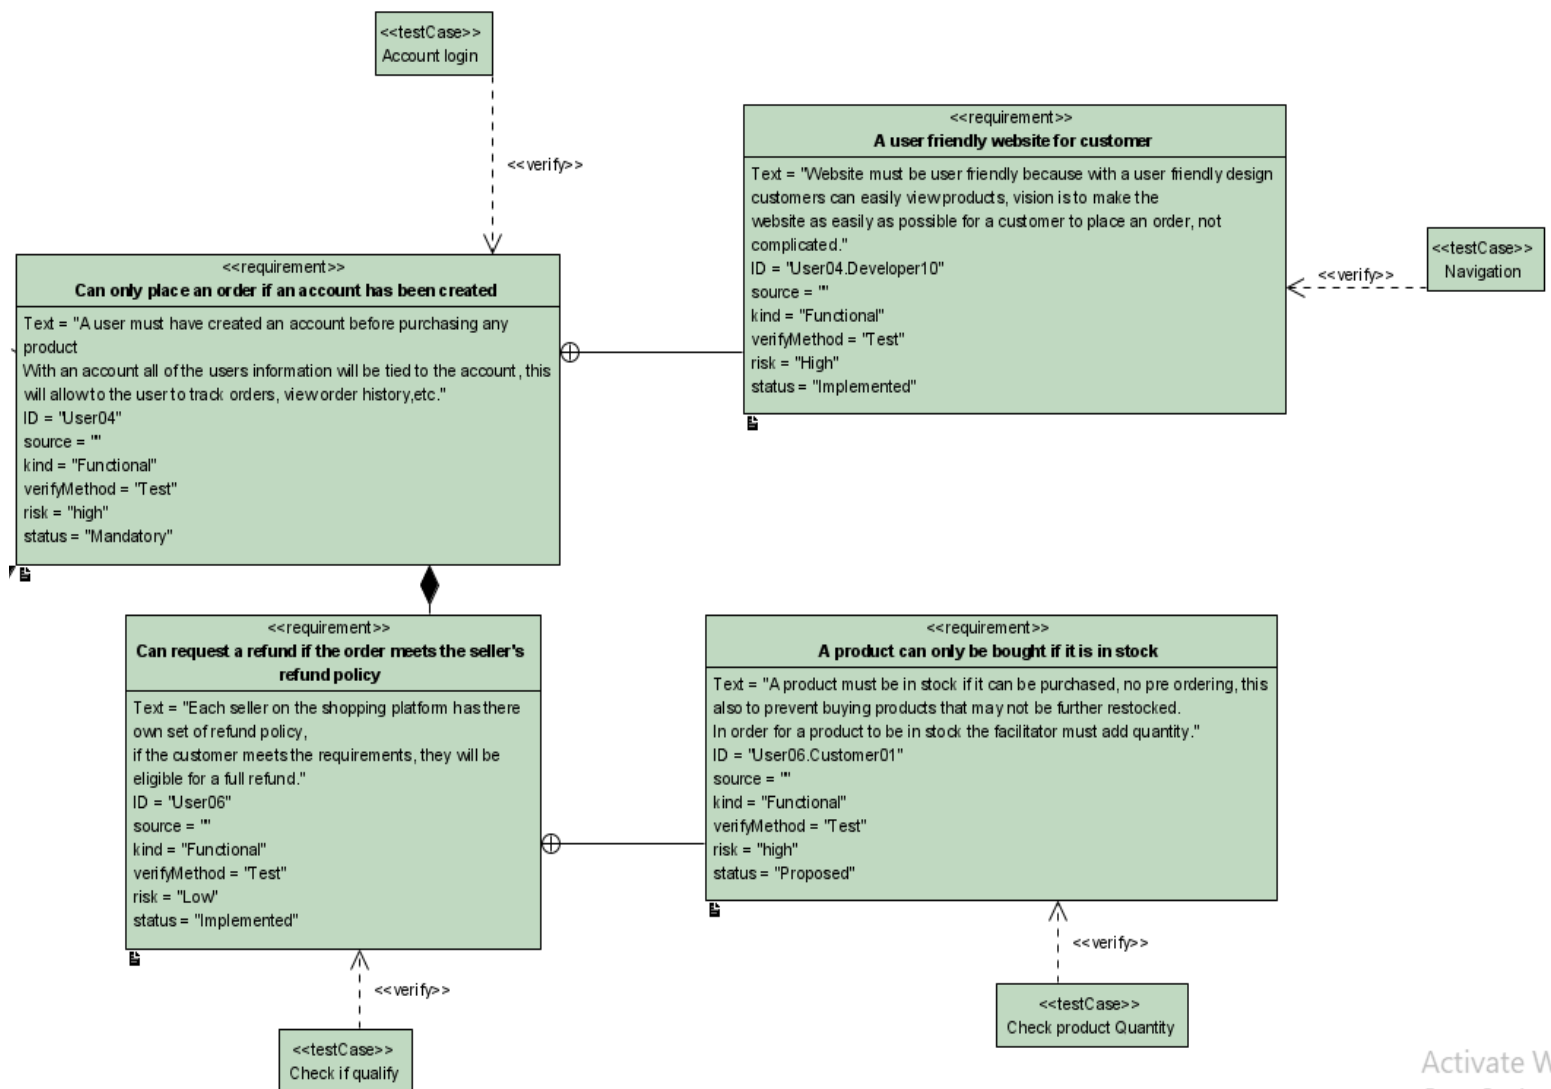 <<testCase>>
Account login
<<verify>>
<<requirement>>
A user friendly website for customer
Text = "Website must be user friendly because with a user friendly design
customers can easily view products, vision is to make the
website as easily as possible for a customer to place an order, not
complicated."
ID = "User04.Developer10"
source = ""
kind = "Functional"
verifyMethod = "Test"
risk = "High"
status = "Implemented"
<<testCase>>
Navigation
<<verify>>
<<requirement>>
Can only place an order if an account has been created
Text = "A user must have created an account before purchasing any
product
With an account all of the users information will be tied to the account, this
will allow to the user to track orders, view order history,etc."
ID = "User04"
source = ""
kind = "Functional"
verifyMethod = "Test"
risk = "high"
status = "Mandatory"
<<requirement>>
Can request a refund if the order meets the seller's
refund policy
Text = "Each seller on the shopping platform has there
own set of refund policy,
if the customer meets the requirements, they will be
eligible for a full refund."
ID = "User06"
source = ""
kind = "Functional"
verifyMethod = "Test"
risk = "Low"
status = "Implemented"
<<requirement>>
A product can only be bought if it is in stock
Text = "A product must be in stock if it can be purchased, no pre ordering, this
also to prevent buying products that may not be further restocked.
In order for a product to be in stock the facilitator must add quantity."
ID = "User06.Customer01"
source = ""
kind = "Functional"
verifyMethod = "Test"
risk = "high"
status = "Proposed"
<<verify>>
<<testCase>>
Check if qualify
<<verify>>
<<testCase>>
Check product Quantity
Activate W